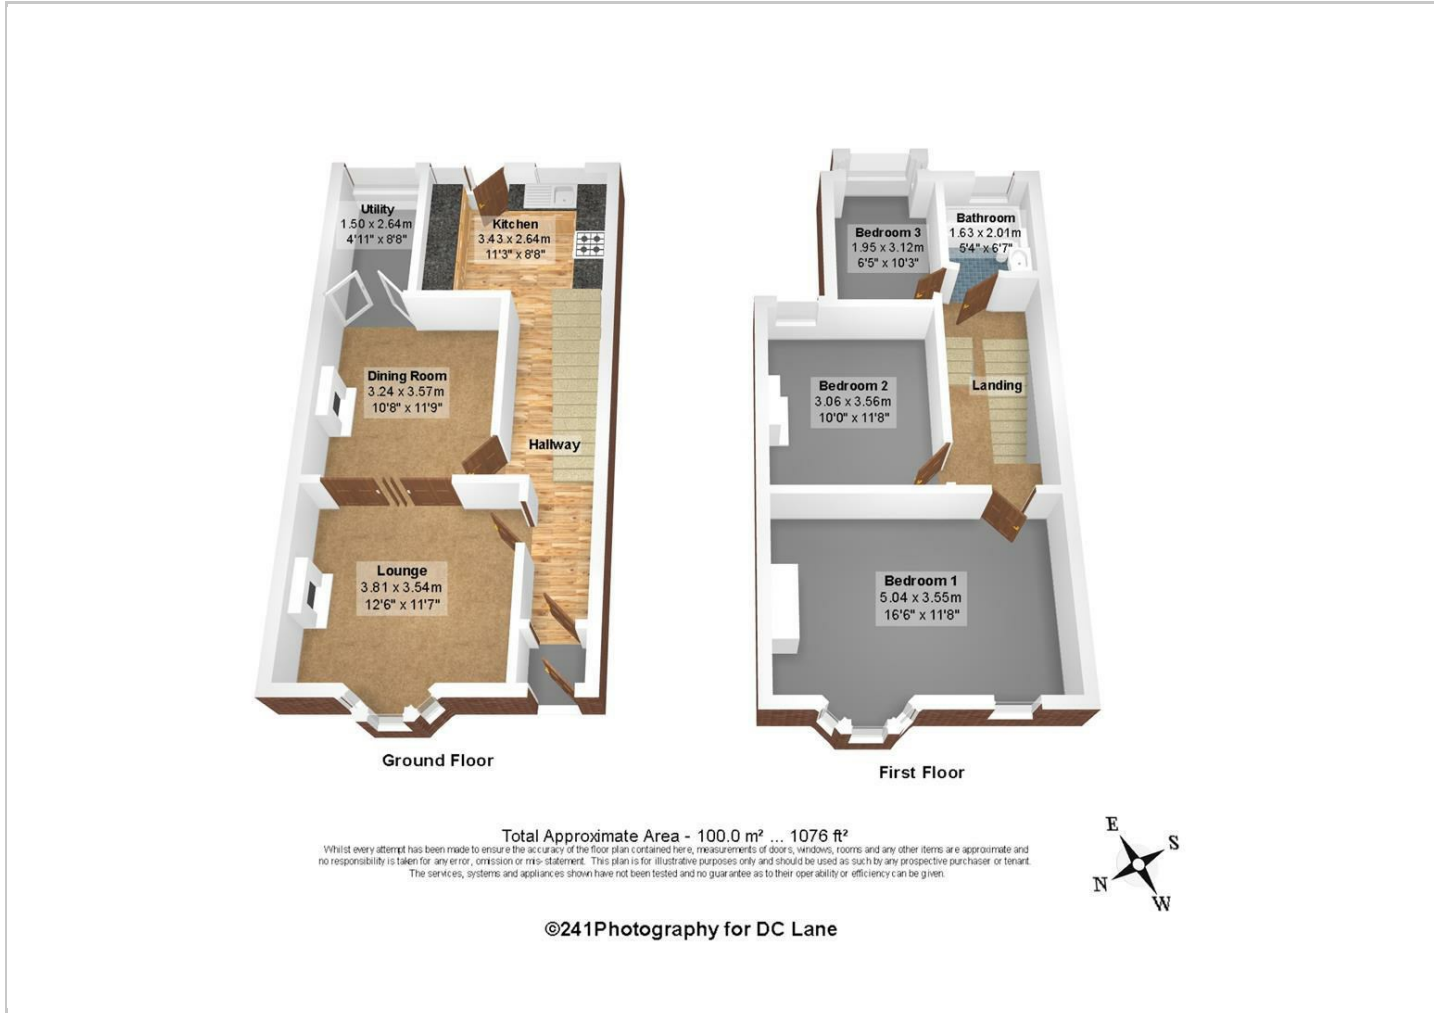 Utility
1.50 x 2.64m
4'11" x 8'8"
Kitchen
3.43 x 2.64m
11'3" x 8'8"
Dining Room
3.24 x 3.57m
10'8" x 11'9"
Hallway
Lounge
3.81 x 3.54m
12'6" x 11'7"
Ground Floor
Bedroom 3
1.95 x 3.12m
6'5" x 10'3"
Bathroom
1.63 x 2.01m
5'4" x 6'7"
Bedroom 2
3.06 x 3.56m
10'0" x 11'8"
Landing
Bedroom 1
5.04 x 3.55m
16'6" x 11'8"
First Floor
Total Approximate Area - 100.0 m² ... 1076 ft²
Whilst every attempt has been made to ensure the accuracy of the floor plan contained here, measurements of doors, windows, rooms and any other items are approximate and
no responsibility is taken for any error, omission or mis- statement. This plan is for illustrative purposes only and should be used as such by any prospective purchaser or tenant.
The services, systems and appliances shown have not been tested and no guarantee as to their operability or efficiency can be given.
E
S
N
W
©241Photography for DC Lane